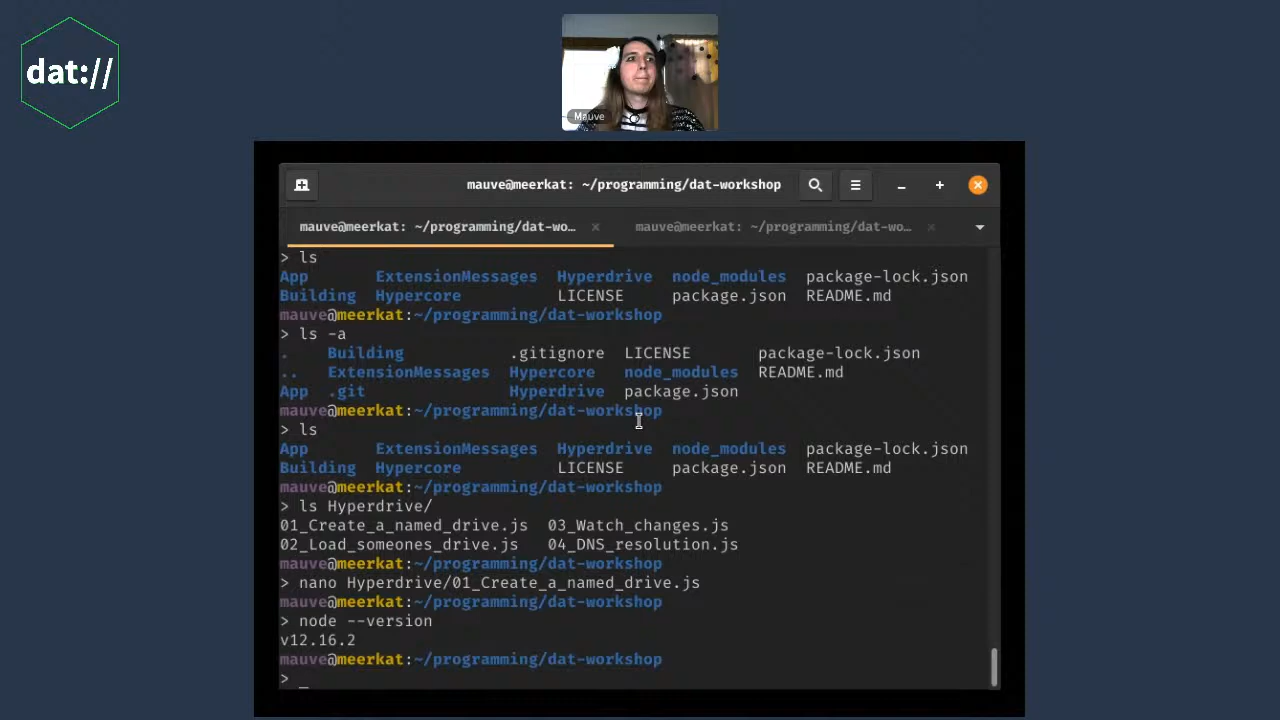 dat://
Mauve
mauve@meerkat: ~/programming/dat-workshop
mauve@meerkat: ~/programming/dat-wo... × mauve@meerkat: ~/programming/dat-wo... ×
> ls
App ExtensionMessages Hyperdrive node_modules package-lock.json
Building Hypercore LICENSE package.json README.md
mauve@meerkat:~/programming/dat-workshop
> ls -a
. Building .gitignore LICENSE package-lock.json
.. ExtensionMessages Hypercore node_modules README.md
App .git Hyperdrive package.json
mauve@meerkat:~/programming/dat-workshop
> ls
App ExtensionMessages Hyperdrive node_modules package-lock.json
Building Hypercore LICENSE package.json README.md
mauve@meerkat:~/programming/dat-workshop
> ls Hyperdrive/
01_Create_a_named_drive.js 03_Watch_changes.js
02_Load_someones_drive.js 04_DNS_resolution.js
mauve@meerkat:~/programming/dat-workshop
> nano Hyperdrive/01_Create_a_named_drive.js
mauve@meerkat:~/programming/dat-workshop
> node --version
v12.16.2
mauve@meerkat:~/programming/dat-workshop
> _